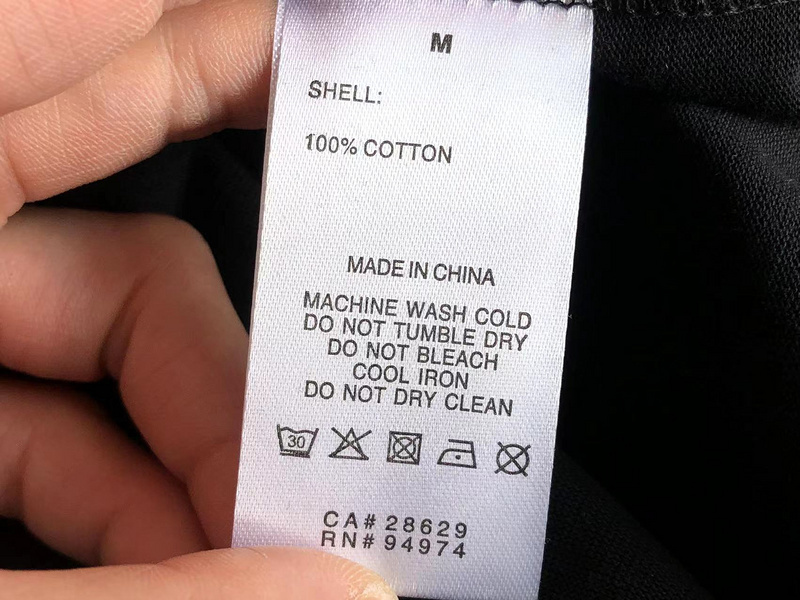 M
SHELL:
100% COTTON
MADE IN CHINA
MACHINE WASH COLD
DO NOT TUMBLE DRY
DO NOT BLEACH
COOL IRON
DO NOT DRY CLEAN
30
CA# 28629
RN# 94974